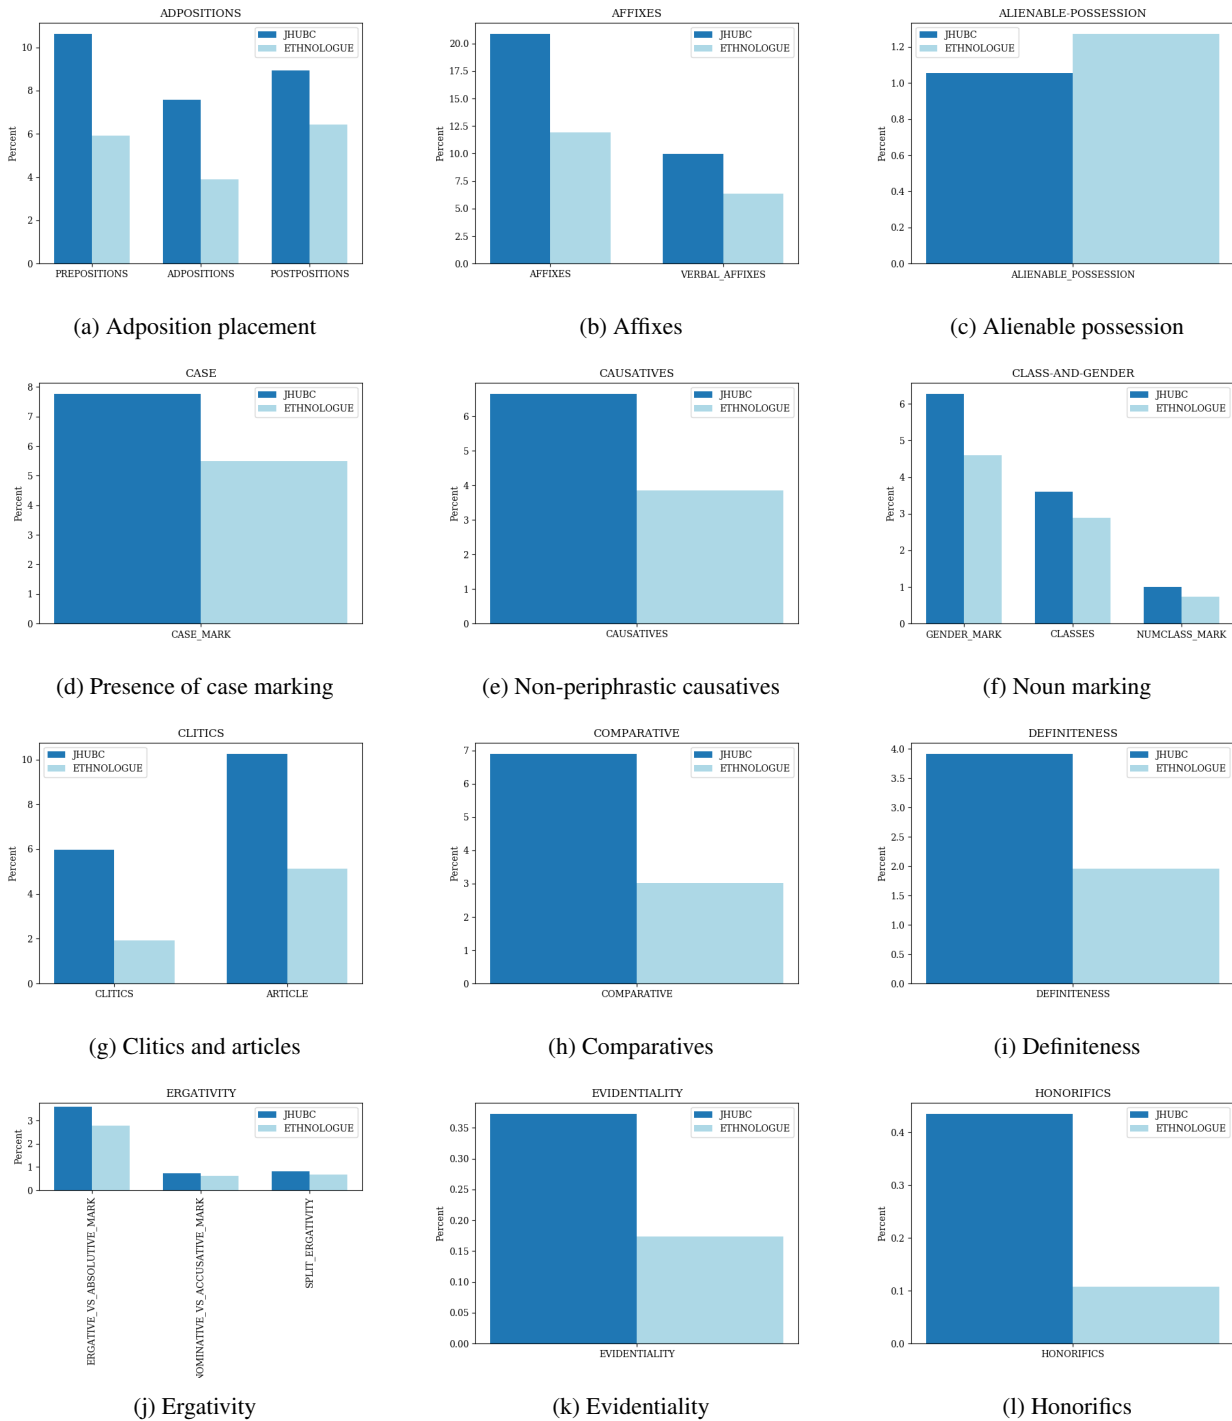 ADPOSITIONS
JHUBC
ETHNOLOGUE
Percent
10
8
6
4
2
0
PREPOSITIONS ADPOSITIONS POSTPOSITIONS
(a) Adposition placement
AFFIXES
JHUBC
ETHNOLOGUE
Percent
20.0
17.5
15.0
12.5
10.0
7.5
5.0
2.5
0.0
AFFIXES VERBAL_AFFIXES
(b) Affixes
ALIENABLE-POSSESSION
JHUBC
ETHNOLOGUE
Percent
1.2
1.0
0.8
0.6
0.4
0.2
0.0
ALIENABLE_POSSESSION
(c) Alienable possession
CASE
JHUBC
ETHNOLOGUE
Percent
8
7
6
5
4
3
2
1
0
CASE_MARK
(d) Presence of case marking
CAUSATIVES
JHUBC
ETHNOLOGUE
Percent
6
5
4
3
2
1
0
CAUSATIVES
(e) Non-periphrastic causatives
CLASS-AND-GENDER
JHUBC
ETHNOLOGUE
Percent
6
5
4
3
2
1
0
GENDER_MARK CLASSES NUMCLASS_MARK
(f) Noun marking
CLITICS
JHUBC
ETHNOLOGUE
Percent
10
8
6
4
2
0
CLITICS ARTICLE
(g) Clitics and articles
COMPARATIVE
JHUBC
ETHNOLOGUE
Percent
7
6
5
4
3
2
1
0
COMPARATIVE
(h) Comparatives
DEFINITENESS
JHUBC
ETHNOLOGUE
Percent
4.0
3.5
3.0
2.5
2.0
1.5
1.0
0.5
0.0
DEFINITENESS
(i) Definiteness
ERGATIVITY
JHUBC
ETHNOLOGUE
Percent
3
2
1
0
ERGATIVE_VS_ABSOLUTIVE_MARK
NOMINATIVE_VS_ACCUSATIVE_MARK
SPLIT_ERGATIVITY
(j) Ergativity
EVIDENTIALITY
JHUBC
ETHNOLOGUE
Percent
0.35
0.30
0.25
0.20
0.15
0.10
0.05
0.00
EVIDENTIALITY
(k) Evidentiality
HONORIFICS
JHUBC
ETHNOLOGUE
Percent
0.4
0.3
0.2
0.1
0.0
HONORIFICS
(l) Honorifics